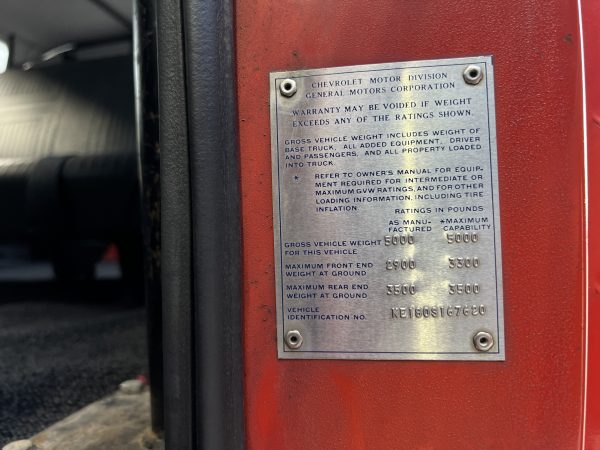 CHEVROLET MOTOR DIVISION
GENERAL MOTORS CORPORATION
WARRANTY MAY BE VOIDED IF WEIGHT
EXCEEDS ANY OF THE RATINGS SHOWN.
GROSS VEHICLE WEIGHT INCLUDES WEIGHT OF
BASE TRUCK, ALL ADDED EQUIPMENT, DRIVER
AND PASSENGERS, AND ALL PROPERTY LOADED
INTO TRUCK.
* REFER TO OWNER'S MANUAL FOR EQUIP-
MENT REQUIRED FOR INTERMEDIATE OR
MAXIMUM GVW RATINGS, AND FOR OTHER
LOADING INFORMATION, INCLUDING TIRE
INFLATION.
RATINGS IN POUNDS
AS MANU- *MAXIMUM
FACTURED CAPABILITY
GROSS VEHICLE WEIGHT 5000 5000
FOR THIS VEHICLE
MAXIMUM FRONT END 2900 3300
WEIGHT AT GROUND
MAXIMUM REAR END 3500 3500
WEIGHT AT GROUND
VEHICLE
IDENTIFICATION NO. KE180S167620